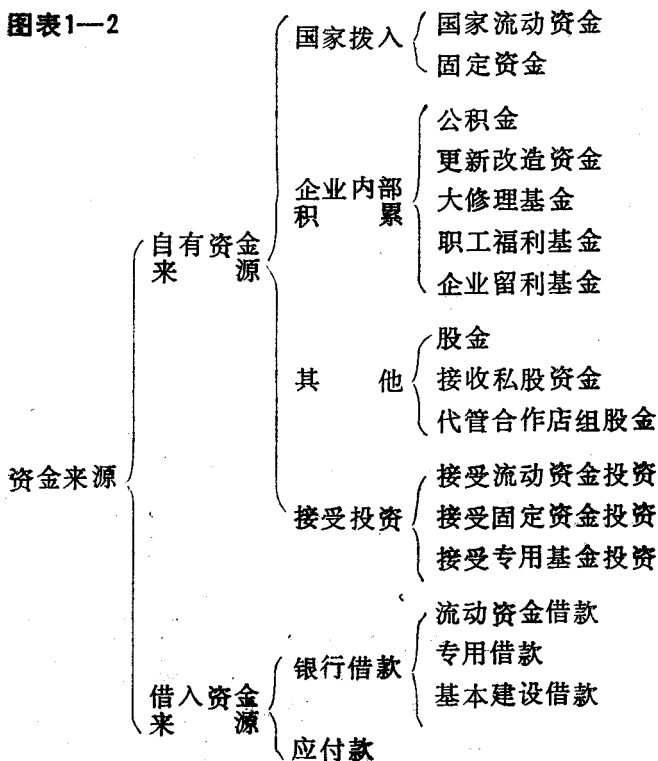 图表1—2
国家拨入
国家流动资金
固定资金
企业内部
积累
公积金
更新改造资金
大修理基金
职工福利基金
企业留利基金
自有资金
来源
其他
股金
接收私股资金
代管合作店组股金
资金来源
接受投资
接受流动资金投资
接受固定资金投资
接受专用基金投资
借入资金
来源
银行借款
流动资金借款
专用借款
基本建设借款
应付款